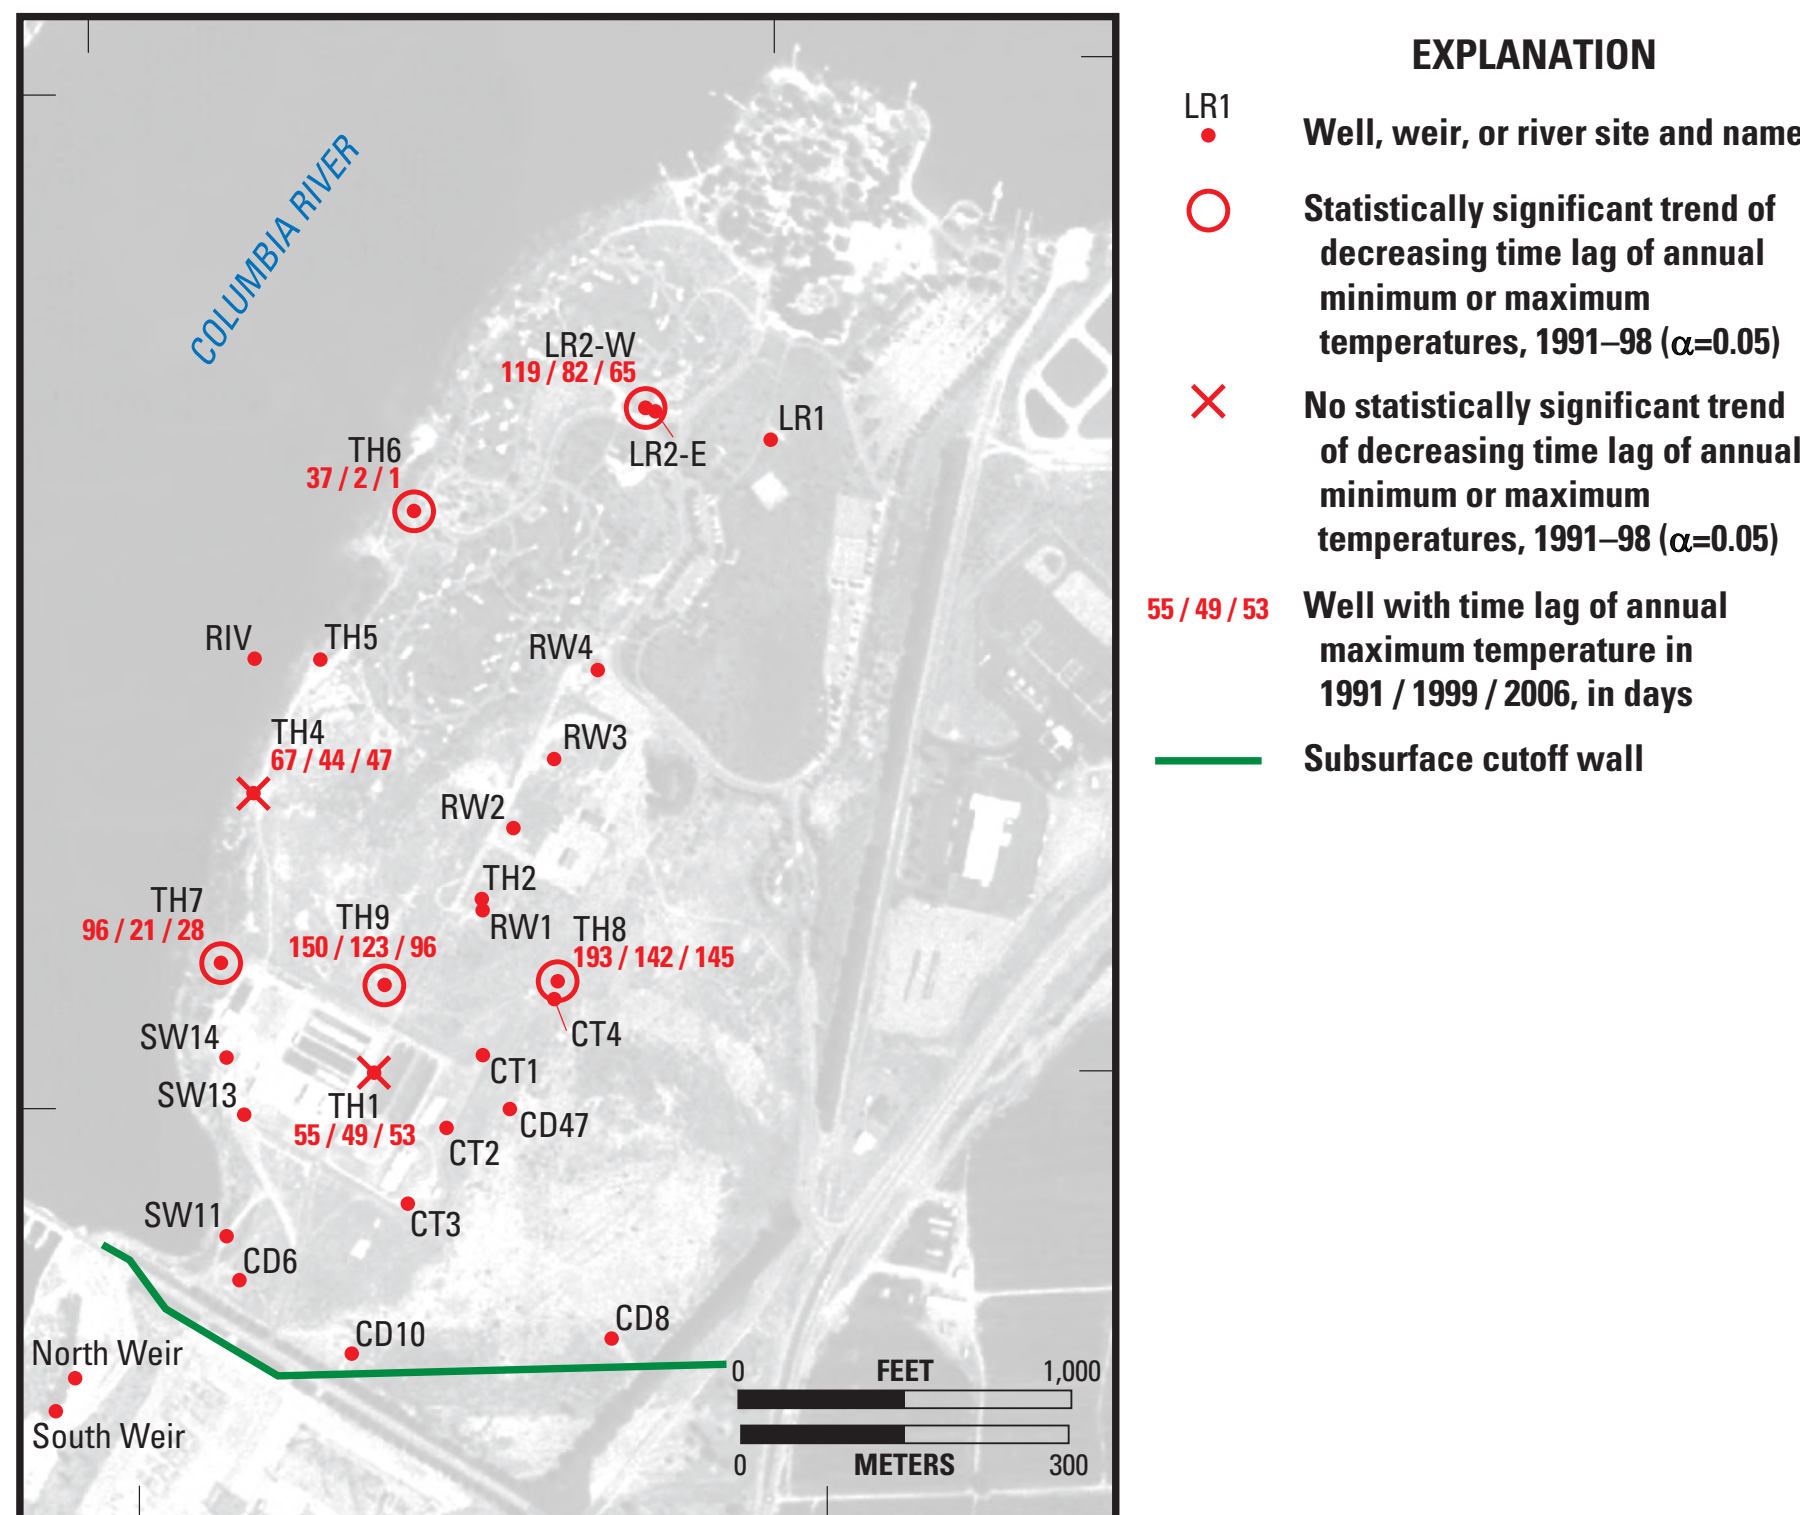 COLUMBIA RIVER
LR2-W
119 / 82 / 65
LR1
LR2-E
TH6
37 / 2 / 1
RIV
TH5
RW4
TH4
67 / 44 / 47
RW3
RW2
TH2
TH7
96 / 21 / 28
TH9
150 / 123 / 96
RW1
TH8
193 / 142 / 145
CT4
SW14
CT1
SW13
TH1
55 / 49 / 53
CD47
CT2
SW11
CT3
CD6
CD10
CD8
North Weir
South Weir
0 FEET 1,000
0 METERS 300
EXPLANATION
LR1
Well, weir, or river site and name
Statistically significant trend of
decreasing time lag of annual
minimum or maximum
temperatures, 1991–98 (α=0.05)
No statistically significant trend
of decreasing time lag of annual
minimum or maximum
temperatures, 1991–98 (α=0.05)
55 / 49 / 53 Well with time lag of annual
maximum temperature in
1991 / 1999 / 2006, in days
Subsurface cutoff wall